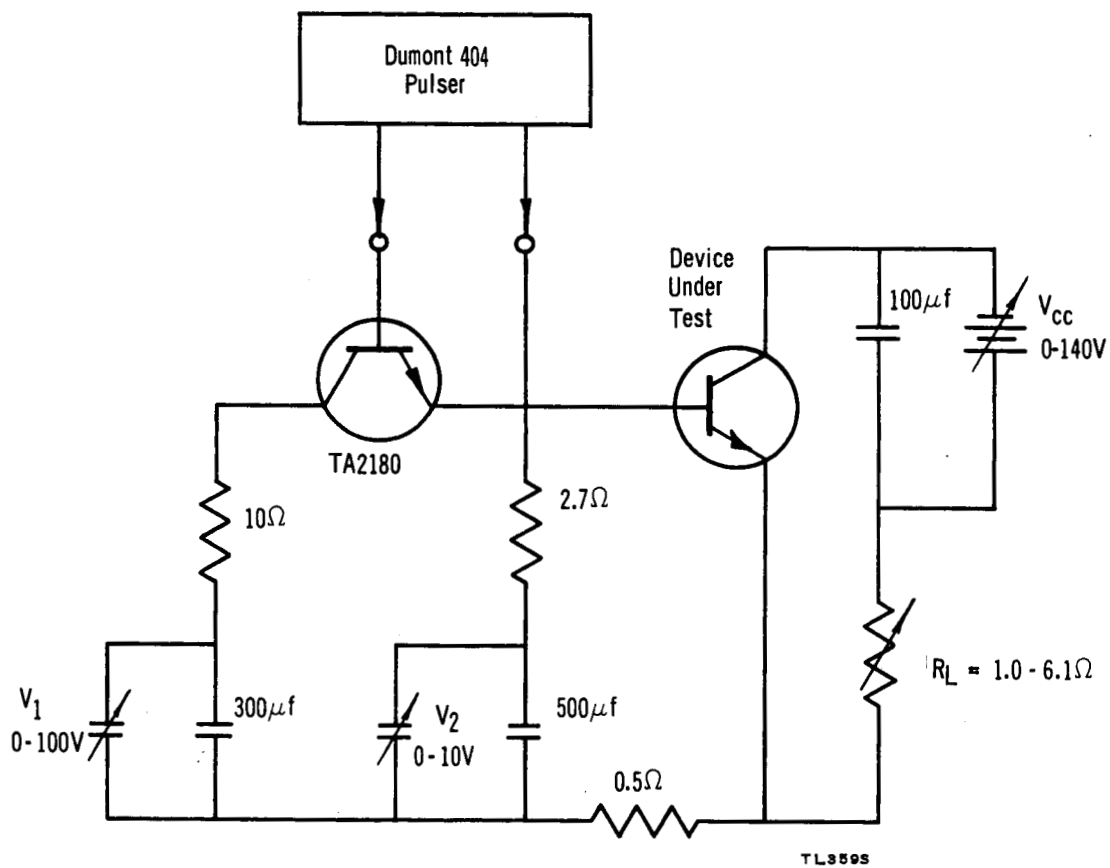 Dumont 404
Pulser
Device
Under
Test
100μf
Vcc
0-140V
TA2180
10Ω
2.7Ω
RL = 1.0 - 6.1Ω
V1
0-100V
300μf
V2
0-10V
500μf
0.5Ω
TL359S